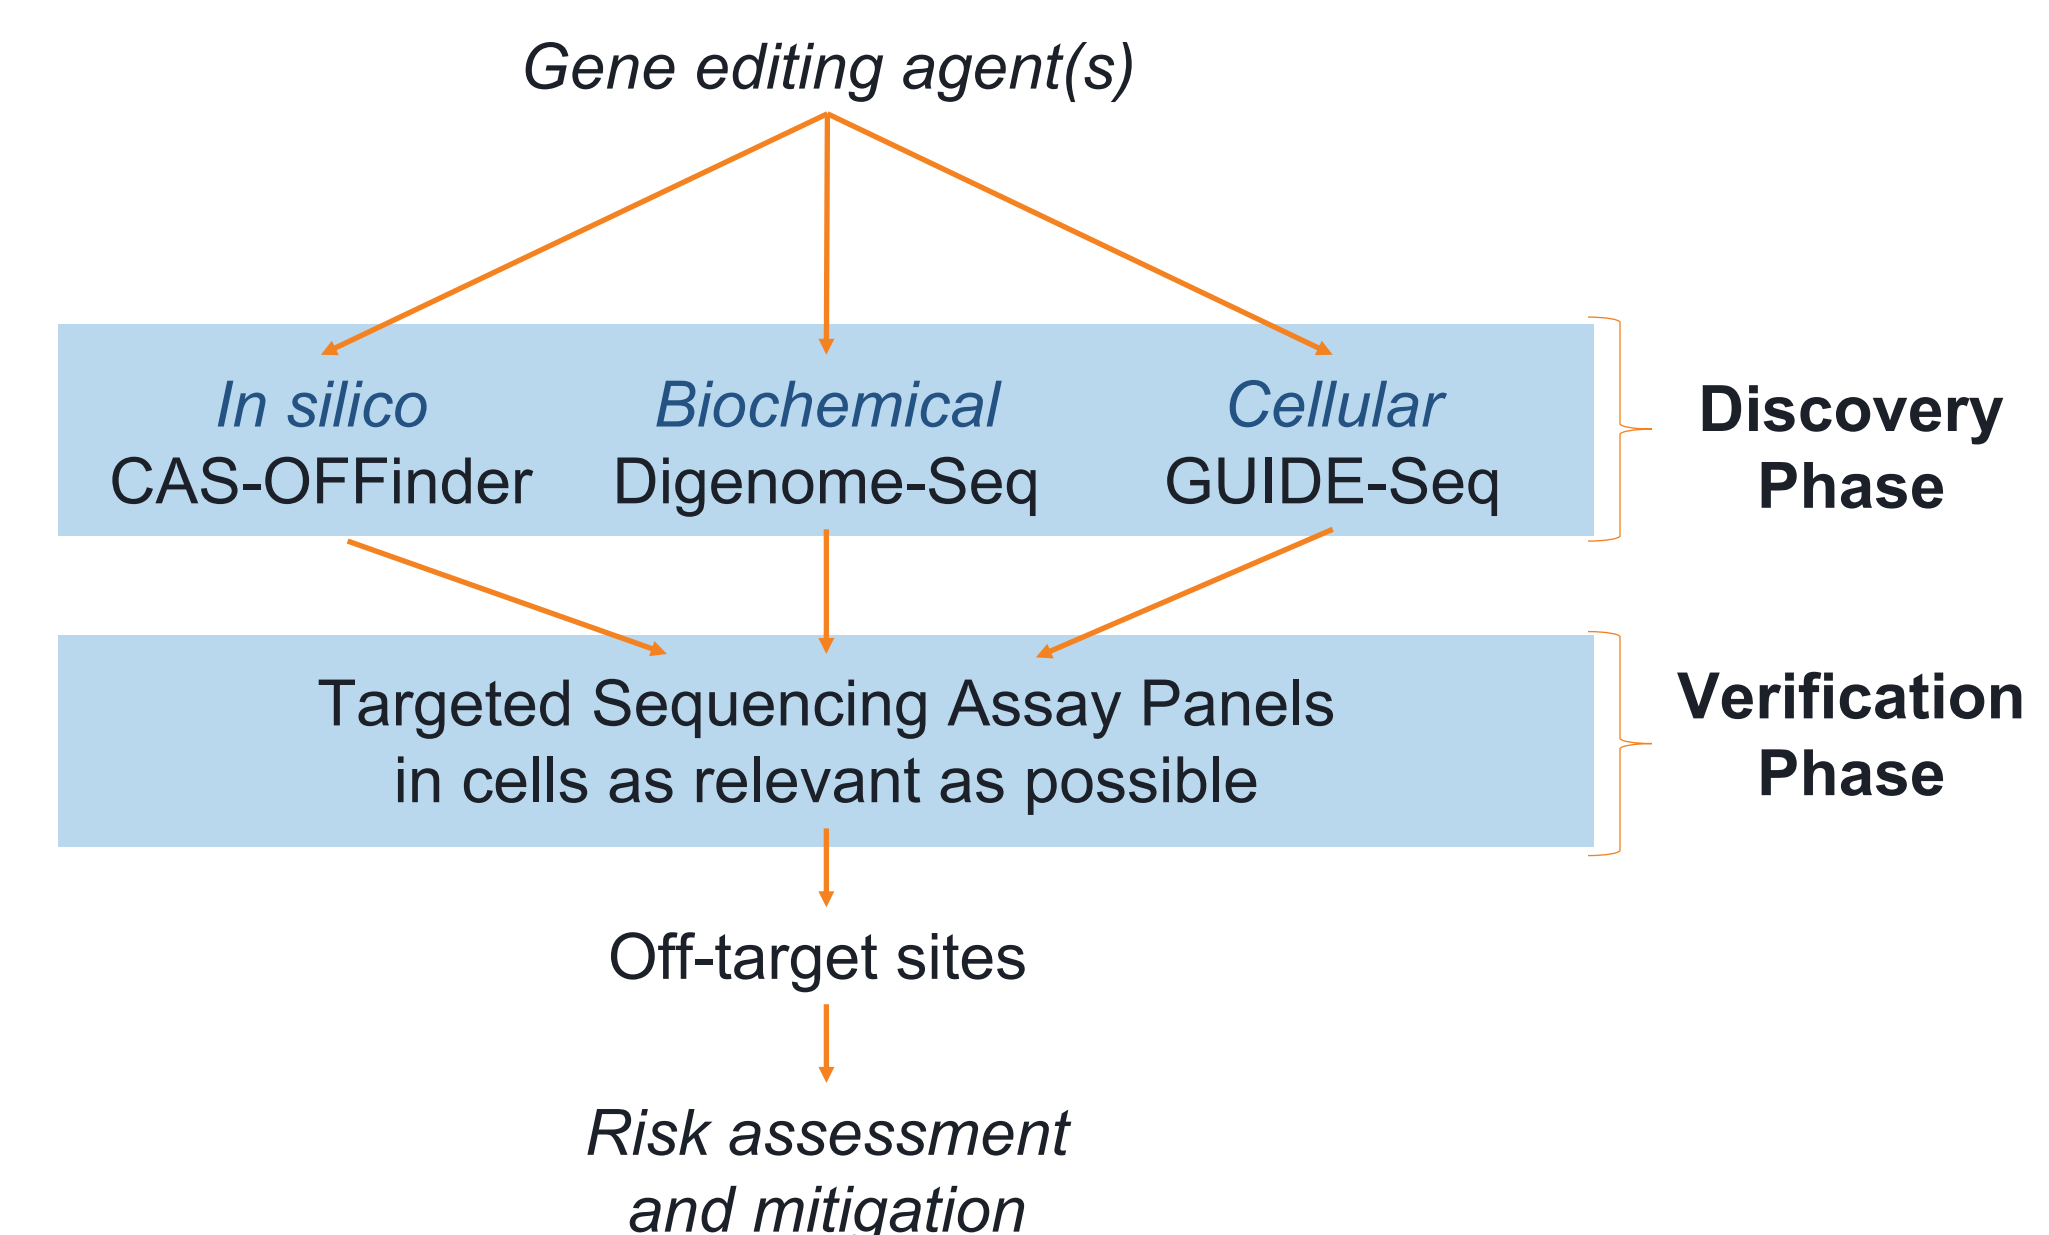 Gene editing agent(s)
In silico
Biochemical
Cellular
CAS-OFFinder
Digenome-Seq
GUIDE-Seq
Discovery
Phase
Targeted Sequencing Assay Panels
in cells as relevant as possible
Verification
Phase
Off-target sites
Risk assessment
and mitigation